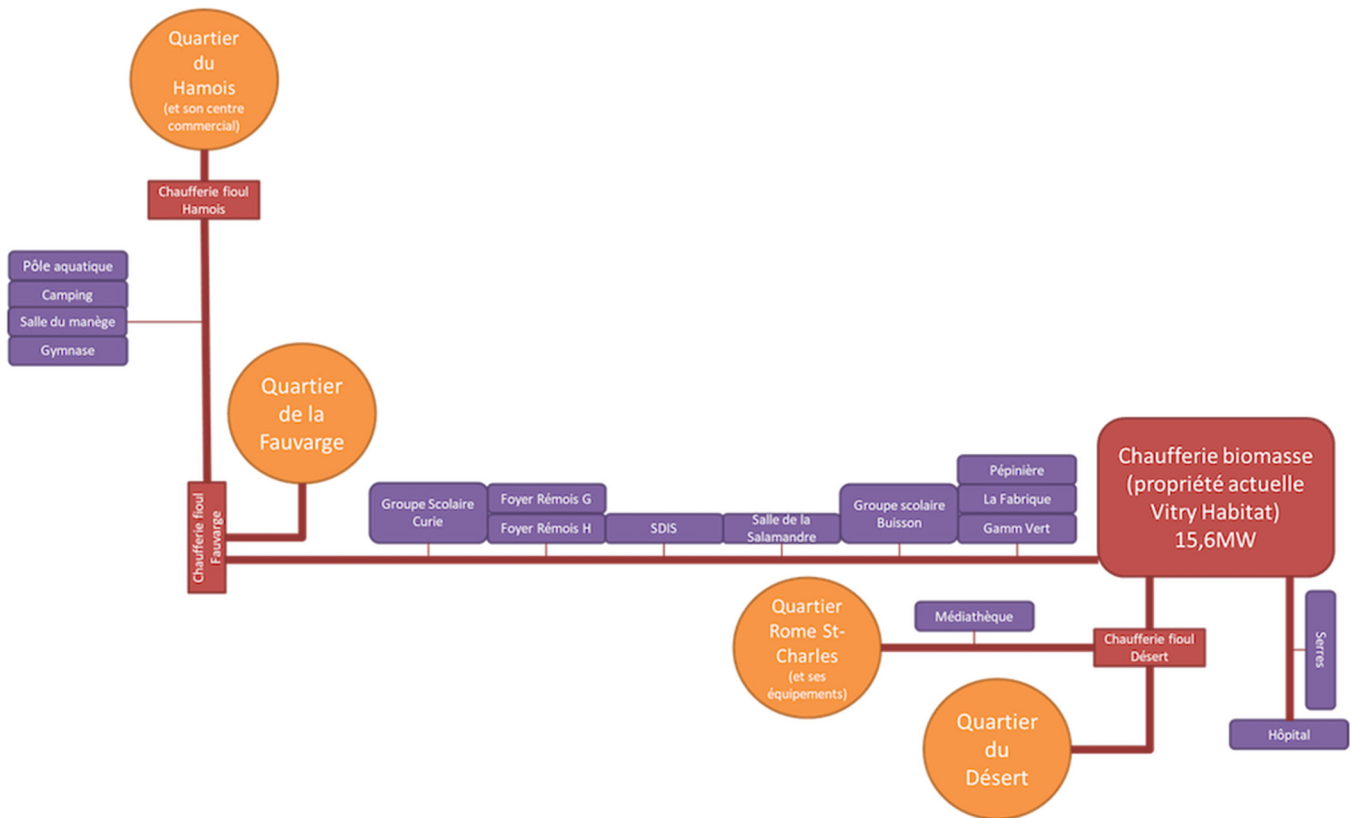 Quartier
du
Hamois
(et son centre
commercial)
Chaufferie fioul
Hamois
Pôle aquatique
Camping
Salle du manège
Gymnase
Quartier
de la
Fauvarge
Chaufferie fioul
Fauvarge
Groupe Scolaire
Curie
Foyer Rémois G
Foyer Rémois H
SDIS
Salle de la
Salamandre
Groupe scolaire
Buisson
Pépinière
La Fabrique
Gamm Vert
Chaufferie biomasse
(propriété actuelle
Vitry Habitat)
15,6MW
Quartier
Rome St-
Charles
(et ses
équipements)
Médiathèque
Chaufferie fioul
Désert
Serres
Quartier
du
Désert
Hôpital